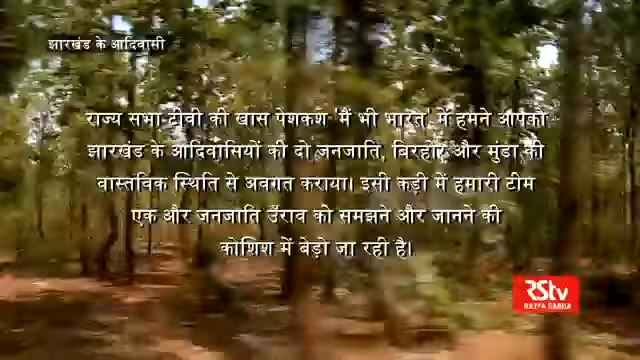 झारखंड के आदिवासी
राज्य सभा टीवी की खास पेशकश 'मैं भी भारत' में हमने आपको
झारखंड के आदिवासियों की दो जनजाति, बिरहोर और मुंडा की
वास्तविक स्थिति से अवगत कराया। इसी कड़ी में हमारी टीम
एक और जनजाति उँराव को समझने और जानने की
कोशिश में बेड़ो जा रही है।
RStv
RAJYA SABHA